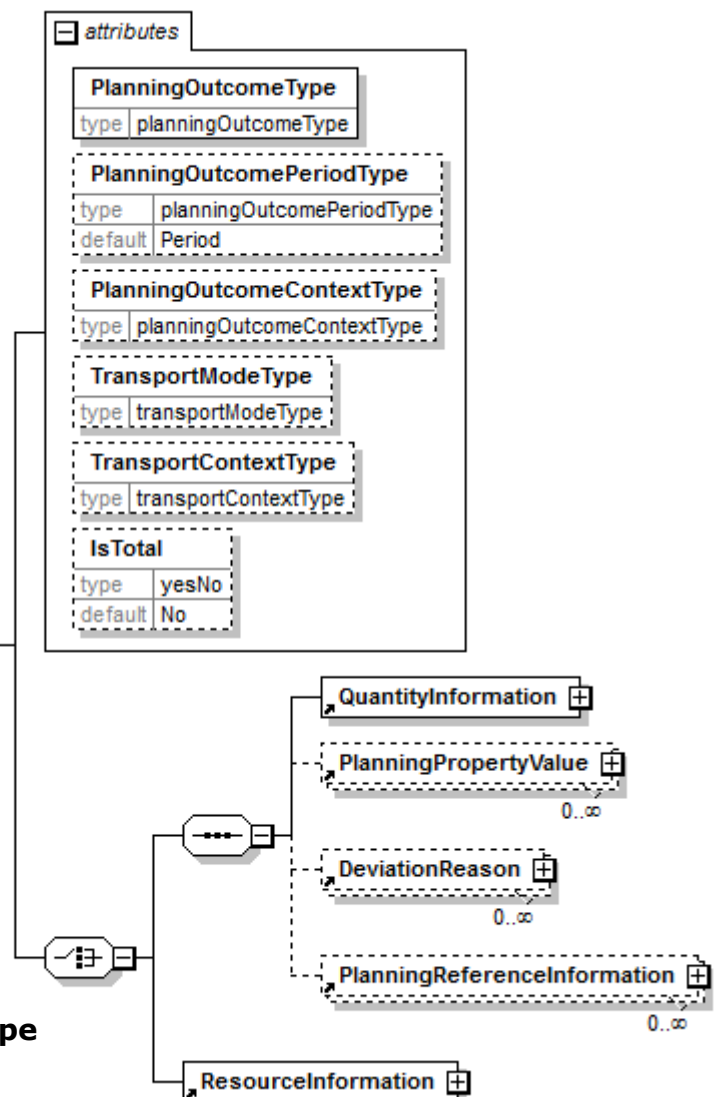 attributes
PlanningOutcomeType
type planningOutcomeType
PlanningOutcomePeriodType
type planningOutcomePeriodType
default Period
PlanningOutcomeContextType
type planningOutcomeContextType
TransportModeType
type transportModeType
TransportContextType
type transportContextType
IsTotal
type yesNo
default No
QuantityInformation
PlanningPropertyValue
0..∞
DeviationReason
0..∞
PlanningReferenceInformation
0..∞
pe
ResourceInformation